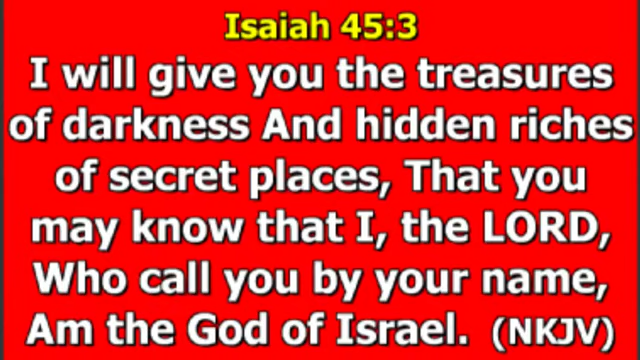 Isaiah 45:3
I will give you the treasures
of darkness And hidden riches
of secret places, That you
may know that I, the LORD,
Who call you by your name,
Am the God of Israel. (NKJV)